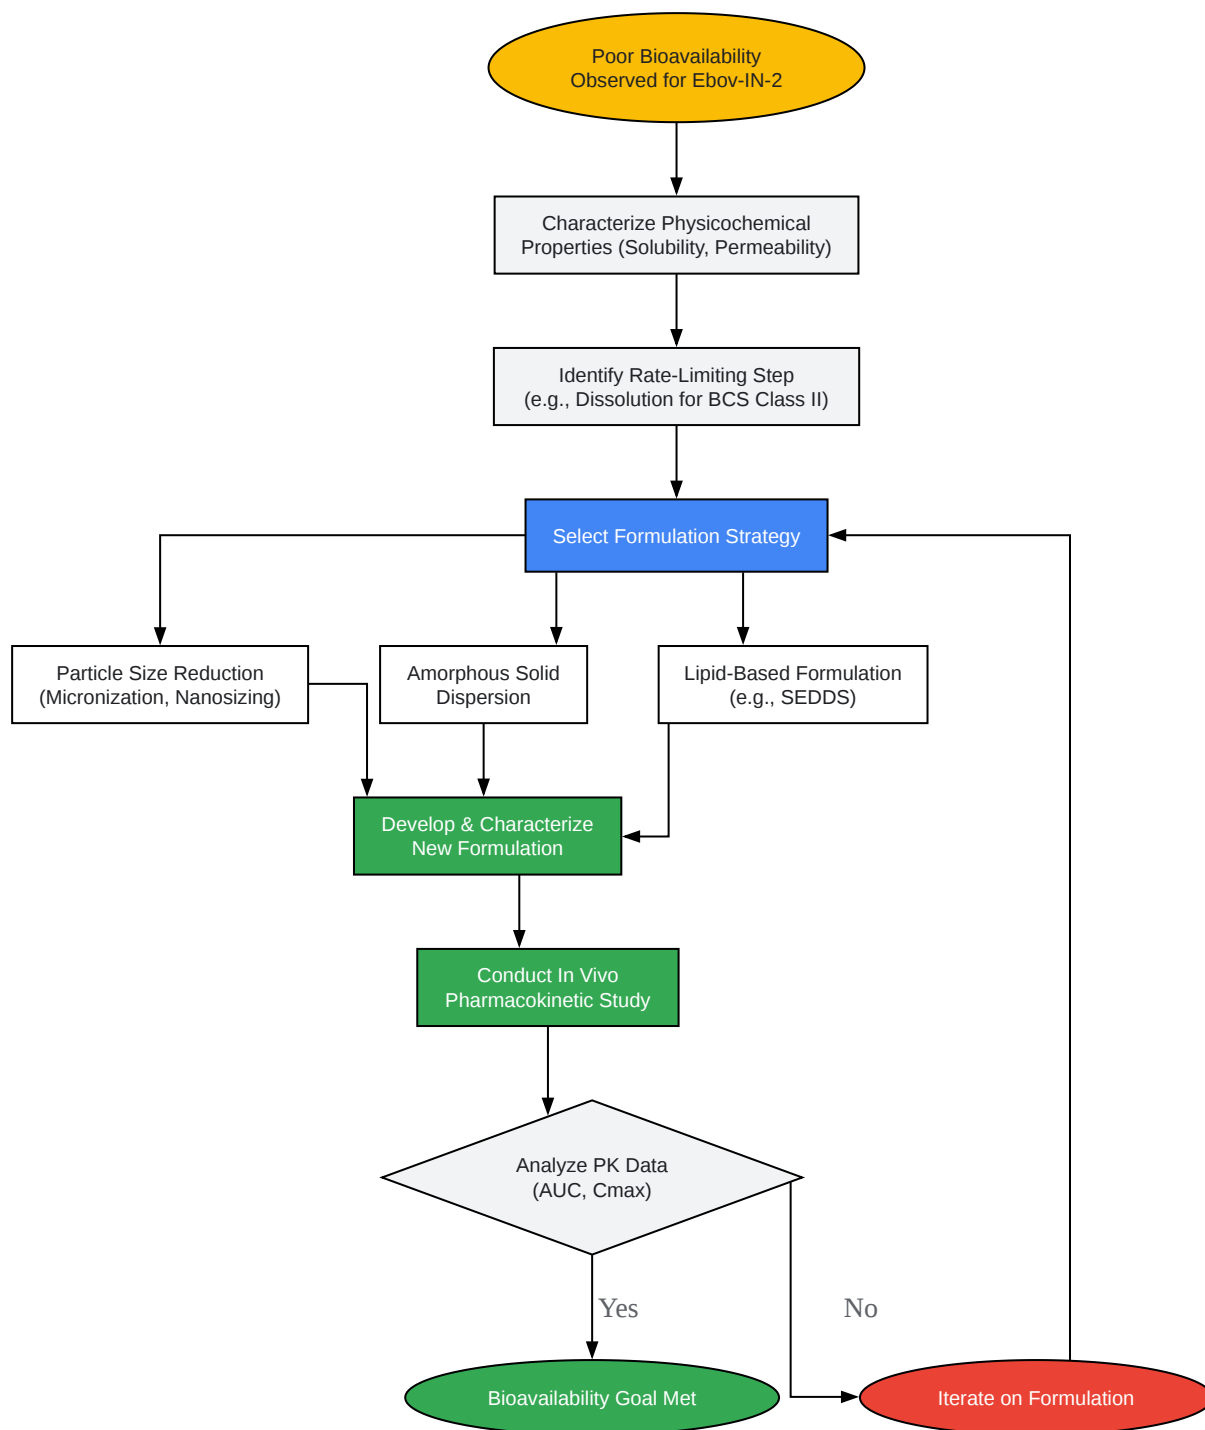 Poor Bioavailability
Observed for Ebov-IN-2
Characterize Physicochemical
Properties (Solubility, Permeability)
Identify Rate-Limiting Step
(e.g., Dissolution for BCS Class II)
Select Formulation Strategy
Particle Size Reduction
(Micronization, Nanosizing)
Amorphous Solid
Dispersion
Lipid-Based Formulation
(e.g., SEDDS)
Develop & Characterize
New Formulation
Conduct In Vivo
Pharmacokinetic Study
Analyze PK Data
(AUC, Cmax)
Yes
No
Bioavailability Goal Met
Iterate on Formulation